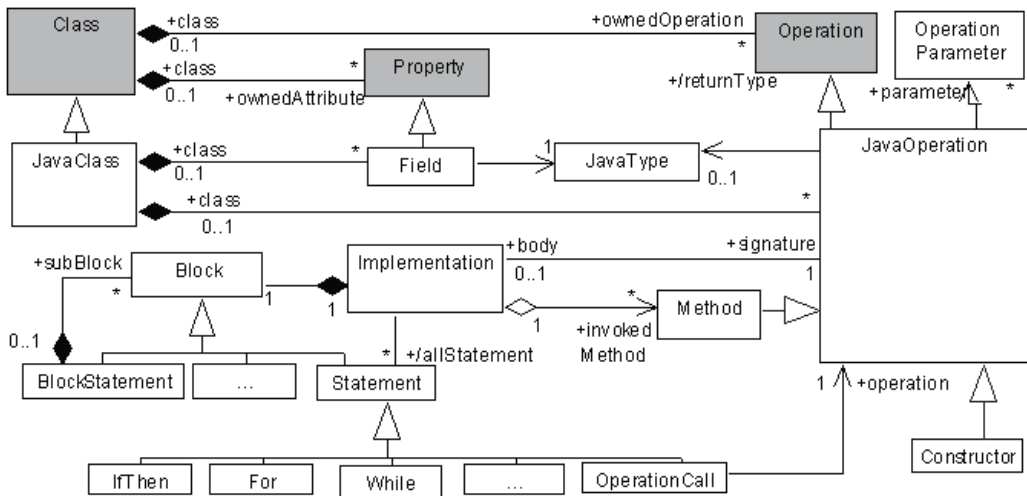 Class
+class
0..1
+ownedOperation
*
Operation
Operation
Parameter
+class
0..1
*
+ownedAttribute
Property
+/returnType
+parameter
*
JavaClass
+class
0..1
*
Field
1
JavaType
0..1
JavaOperation
+class
0..1
*
+subBlock
*
Block
1
1
Implementation
+body
0..1
+signature
1
1
*
+invoked
Method
Method
0..1
*
+/allStatement
BlockStatement
...
Statement
1
+operation
IfThen
For
While
...
OperationCall
Constructor